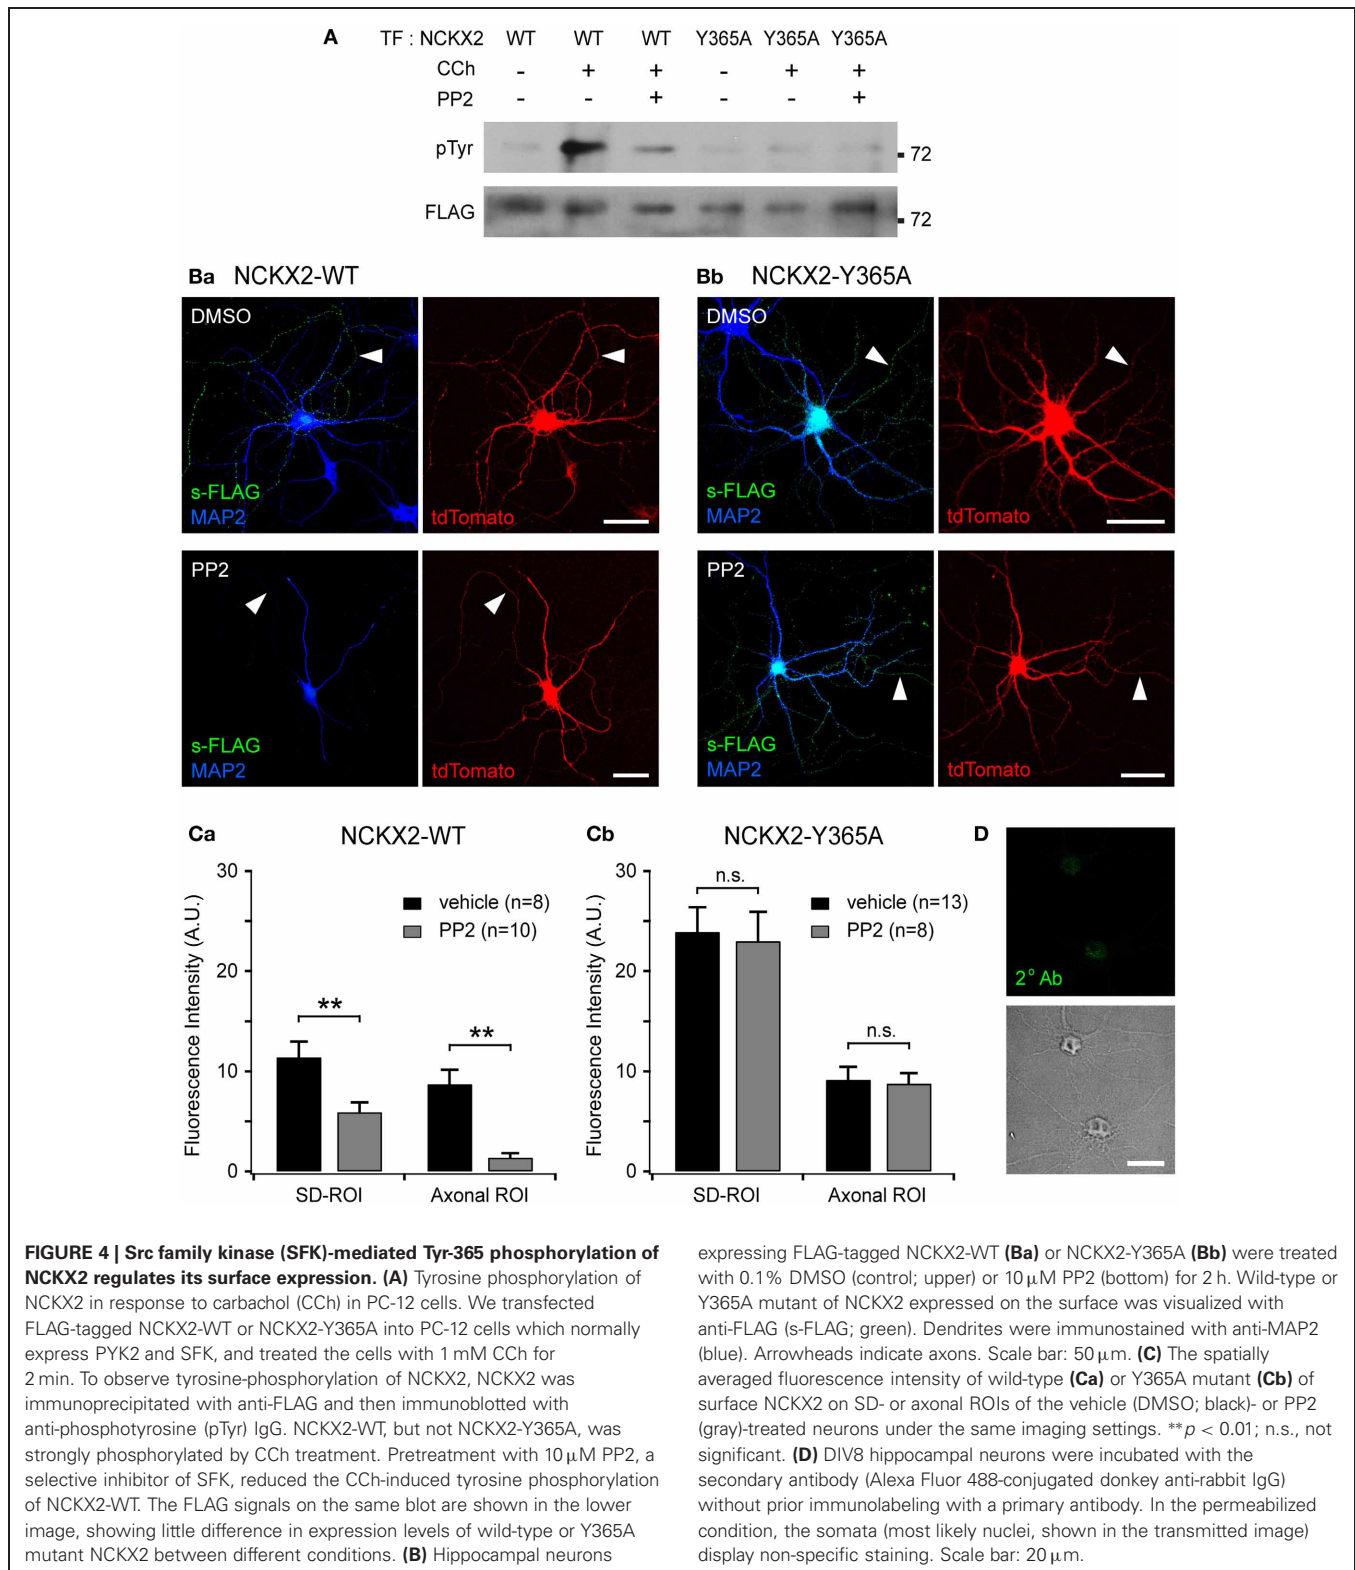 A TF : NCKX2 WT WT WT Y365A Y365A Y365A
CCh - + + - + +
PP2 - - + - - +
pTyr 72
FLAG 72
Ba NCKX2-WT
DMSO
s-FLAG
MAP2
tdTomato
PP2
s-FLAG
MAP2
tdTomato
Bb NCKX2-Y365A
DMSO
s-FLAG
MAP2
tdTomato
PP2
s-FLAG
MAP2
tdTomato
Ca NCKX2-WT
Fluorescence Intensity (A.U.)
30
20
10
0
vehicle (n=8)
PP2 (n=10)
**
**
SD-ROI Axonal ROI
Cb NCKX2-Y365A
Fluorescence Intensity (A.U.)
30
20
10
0
n.s.
vehicle (n=13)
PP2 (n=8)
n.s.
SD-ROI Axonal ROI
D
2° Ab
FIGURE 4 | Src family kinase (SFK)-mediated Tyr-365 phosphorylation of
NCKX2 regulates its surface expression. (A) Tyrosine phosphorylation of
NCKX2 in response to carbachol (CCh) in PC-12 cells. We transfected
FLAG-tagged NCKX2-WT or NCKX2-Y365A into PC-12 cells which normally
express PYK2 and SFK, and treated the cells with 1 mM CCh for
2 min. To observe tyrosine-phosphorylation of NCKX2, NCKX2 was
immunoprecipitated with anti-FLAG and then immunoblotted with
anti-phosphotyrosine (pTyr) IgG. NCKX2-WT, but not NCKX2-Y365A, was
strongly phosphorylated by CCh treatment. Pretreatment with 10 μM PP2, a
selective inhibitor of SFK, reduced the CCh-induced tyrosine phosphorylation
of NCKX2-WT. The FLAG signals on the same blot are shown in the lower
image, showing little difference in expression levels of wild-type or Y365A
mutant NCKX2 between different conditions. (B) Hippocampal neurons
expressing FLAG-tagged NCKX2-WT (Ba) or NCKX2-Y365A (Bb) were treated
with 0.1% DMSO (control; upper) or 10 μM PP2 (bottom) for 2 h. Wild-type or
Y365A mutant of NCKX2 expressed on the surface was visualized with
anti-FLAG (s-FLAG; green). Dendrites were immunostained with anti-MAP2
(blue). Arrowheads indicate axons. Scale bar: 50 μm. (C) The spatially
averaged fluorescence intensity of wild-type (Ca) or Y365A mutant (Cb) of
surface NCKX2 on SD- or axonal ROIs of the vehicle (DMSO; black)- or PP2
(gray)-treated neurons under the same imaging settings. **p < 0.01; n.s., not
significant. (D) DIV8 hippocampal neurons were incubated with the
secondary antibody (Alexa Fluor 488-conjugated donkey anti-rabbit IgG)
without prior immunolabeling with a primary antibody. In the permeabilized
condition, the somata (most likely nuclei, shown in the transmitted image)
display non-specific staining. Scale bar: 20 μm.